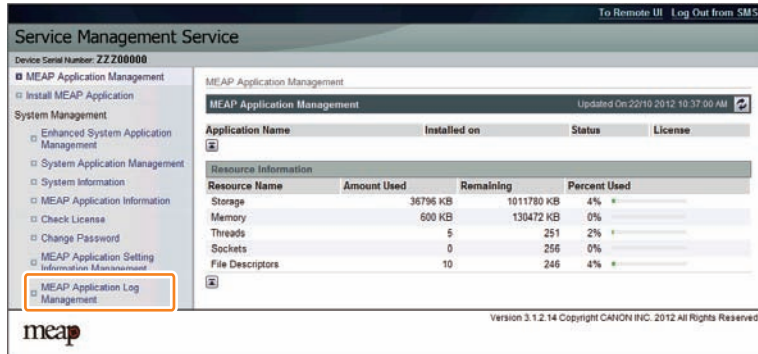 To Remote UI Log Out from SMS
Service Management Service
Device Serial Number: ZZZ00000
MEAP Application Management
Install MEAP Application
System Management
Enhanced System Application
Management
System Application Management
System Information
MEAP Application Information
Check License
Change Password
MEAP Application Setting
Information Management
MEAP Application Log
Management
MEAP Application Management
MEAP Application Management Updated On:22/10 2012 10:37:00 AM
Application Name Installed on Status License
Resource Information
Resource Name Amount Used Remaining Percent Used
Storage 36796 KB 1011780 KB 4%
Memory 600 KB 130472 KB 0%
Threads 5 251 2%
Sockets 0 256 0%
File Descriptors 10 246 4%
meap
Version 3.1.2.14 Copyright CANON INC. 2012 All Rights Reserved